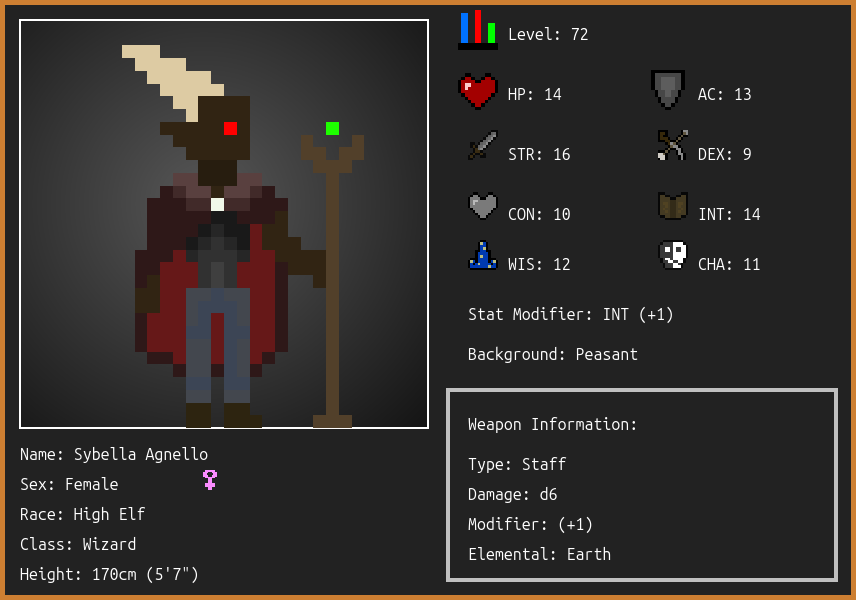 Level: 72
HP: 14
AC: 13
STR: 16
DEX: 9
CON: 10
INT: 14
WIS: 12
CHA: 11
Stat Modifier: INT (+1)
Background: Peasant
Weapon Information:
Type: Staff
Damage: d6
Modifier: (+1)
Elemental: Earth
Name: Sybella Agnello
Sex: Female
Race: High Elf
Class: Wizard
Height: 170cm (5'7")